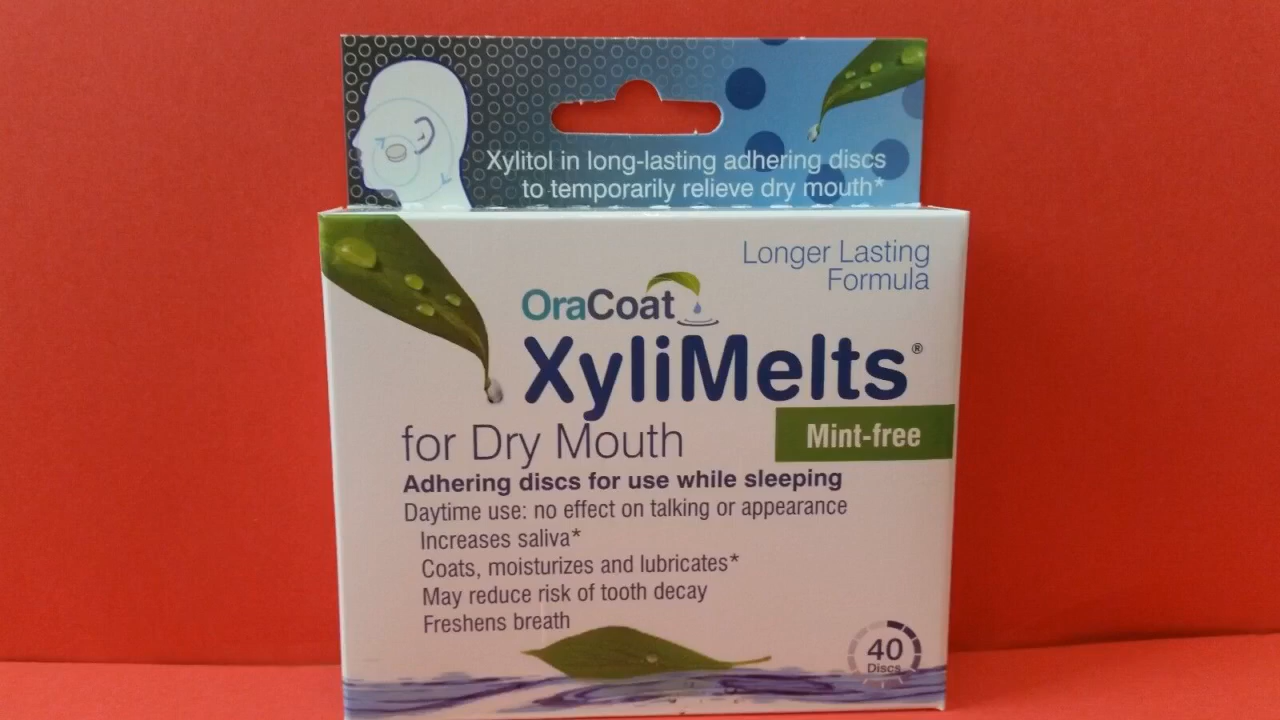 Xylitol in long-lasting adhering discs
to temporarily relieve dry mouth*
Longer Lasting
Formula
OraCoat
XyliMelts®
Mint-free
for Dry Mouth
Adhering discs for use while sleeping
Daytime use: no effect on talking or appearance
Increases saliva*
Coats, moisturizes and lubricates*
May reduce risk of tooth decay
Freshens breath
40
Discs